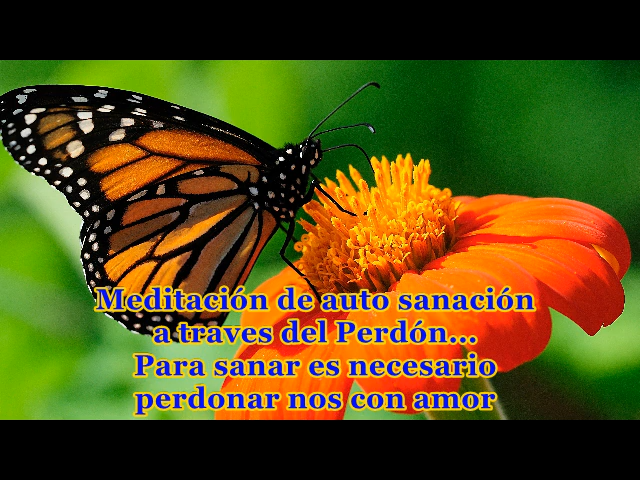 Meditación de auto sanación
a traves del Perdón...
Para sanar es necesario
perdonar nos con amor